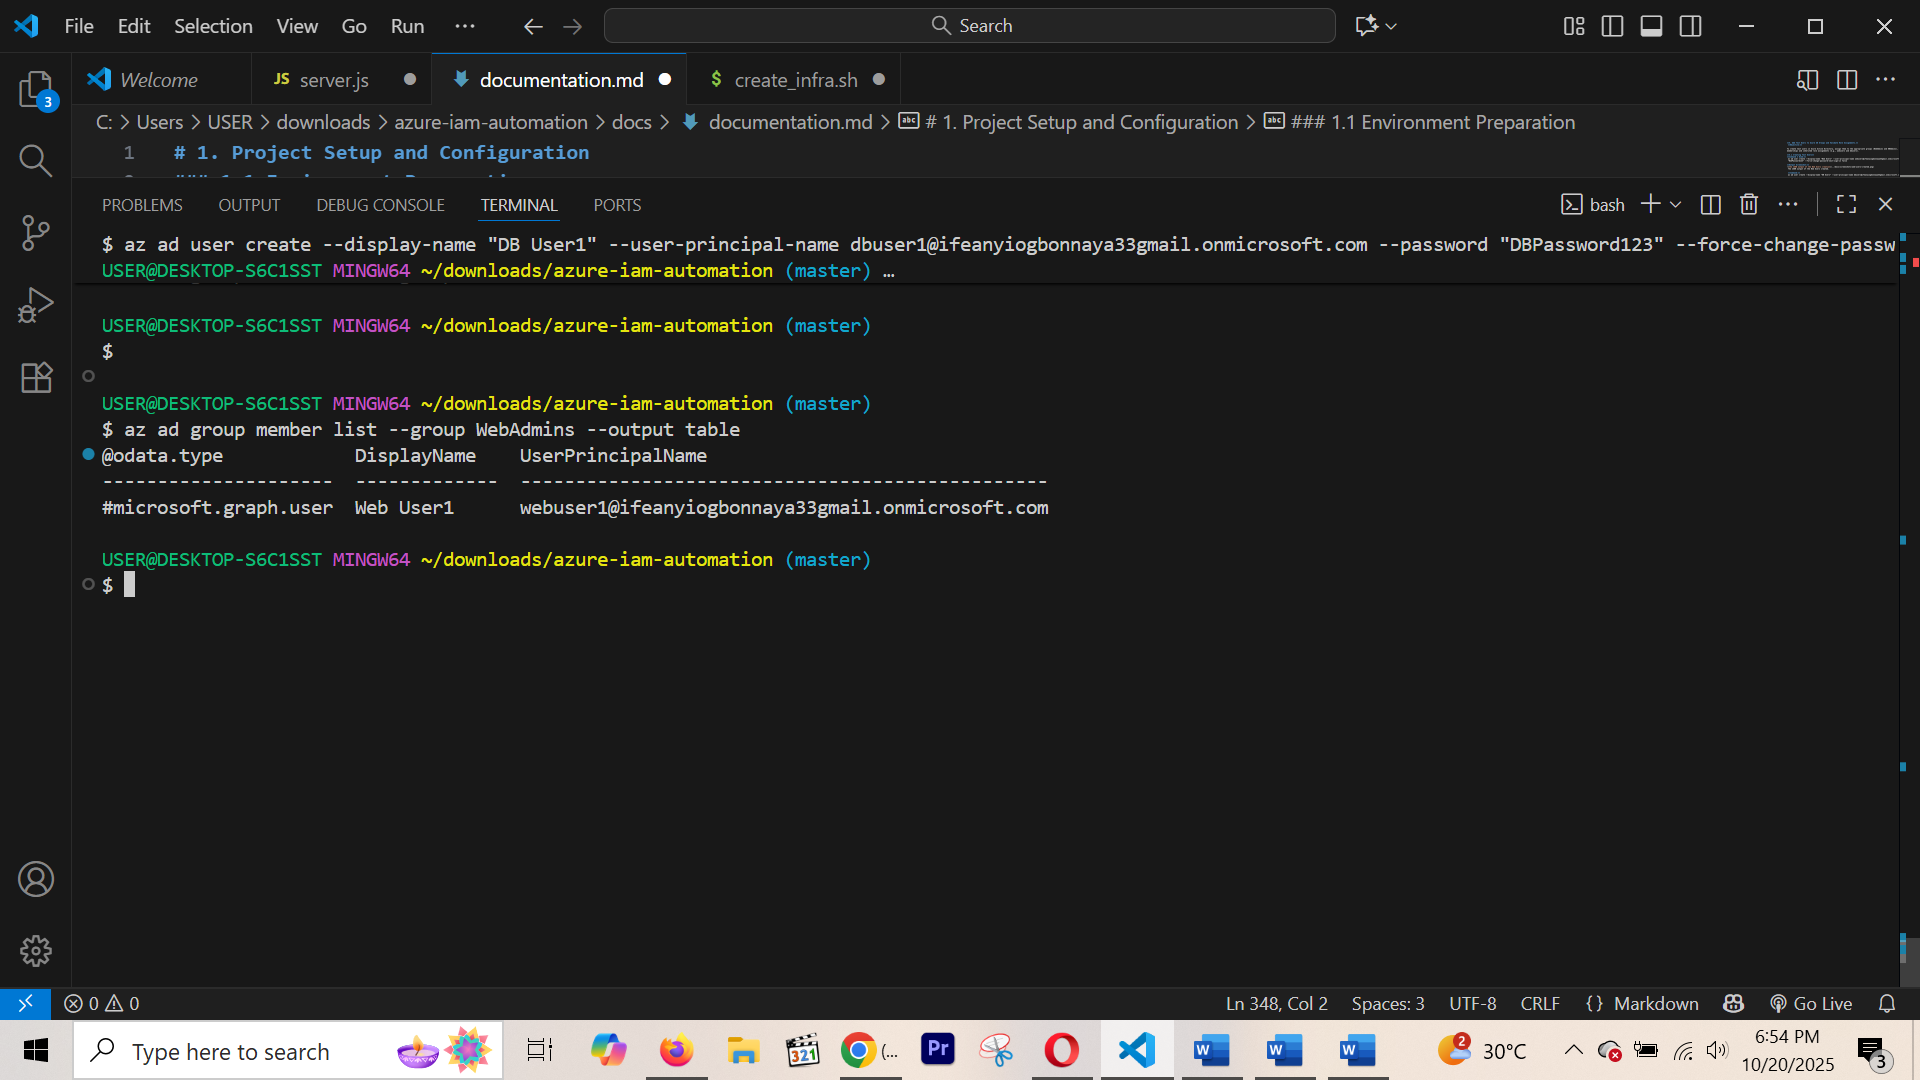 File Edit Selection View Go Run ··· Search
Welcome JS server.js documentation.md $ create_infra.sh ···
3
C: > Users > USER > downloads > azure-iam-automation > docs > documentation.md > # 1. Project Setup and Configuration > ### 1.1 Environment Preparation
1 # 1. Project Setup and Configuration
PROBLEMS OUTPUT DEBUG CONSOLE TERMINAL PORTS bash ···
$ az ad user create --display-name "DB User1" --user-principal-name dbuser1@ifeanyiogbonnaya33gmail.onmicrosoft.com --password "DBPassword123" --force-change-passw
USER@DESKTOP-S6C1SST MINGW64 ~/downloads/azure-iam-automation (master) …
USER@DESKTOP-S6C1SST MINGW64 ~/downloads/azure-iam-automation (master)
$
USER@DESKTOP-S6C1SST MINGW64 ~/downloads/azure-iam-automation (master)
$ az ad group member list --group WebAdmins --output table
@odata.type DisplayName UserPrincipalName
--------------------- ------------- ------------------------------------------------
#microsoft.graph.user Web User1 webuser1@ifeanyiogbonnaya33gmail.onmicrosoft.com
USER@DESKTOP-S6C1SST MINGW64 ~/downloads/azure-iam-automation (master)
$
0 0 Ln 348, Col 2 Spaces: 3 UTF-8 CRLF {} Markdown Go Live
Type here to search 321 (... Pr W W W 2 30°C 6:54 PM
10/20/2025 3